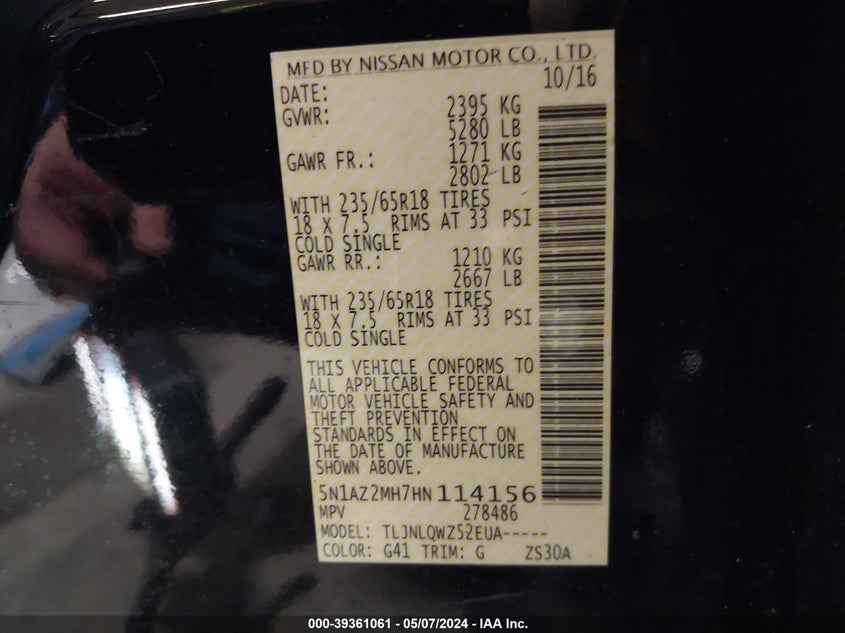 MFD BY NISSAN MOTOR CO., LTD.
DATE: 10/16
GVWR: 2395 KG
5280 LB
GAWR FR.: 1271 KG
2802 LB
WITH 235/65R18 TIRES
18 X 7.5 RIMS AT 33 PSI
COLD SINGLE
GAWR RR.: 1210 KG
2667 LB
WITH 235/65R18 TIRES
18 X 7.5 RIMS AT 33 PSI
COLD SINGLE
THIS VEHICLE CONFORMS TO
ALL APPLICABLE FEDERAL
MOTOR VEHICLE SAFETY AND
THEFT PREVENTION
STANDARDS IN EFFECT ON
THE DATE OF MANUFACTURE
SHOWN ABOVE.
5N1AZ2MH7HN114156
MPV 278486
MODEL: TLJNLQWZ52EUA-----
COLOR: G41 TRIM: G ZS30A
000-39361061 - 05/07/2024 - IAA Inc.